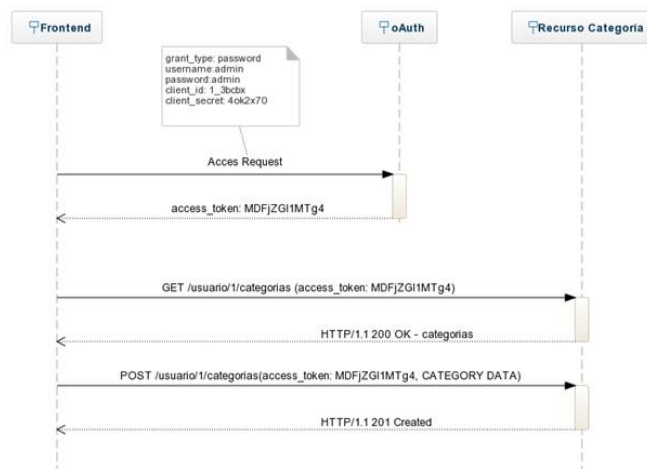 Frontend
oAuth
Recurso Categoria
grant_type: password
username:admin
password:admin
client_id: 1_3bcbx
client_secret: 4ok2x70
Acces Request
access_token: MDFjZGI1MTg4
GET /usuario/1/categorias (access_token: MDFjZGI1MTg4)
HTTP/1.1 200 OK - categorias
POST /usuario/1/categorias(access_token: MDFjZGI1MTg4, CATEGORY DATA)
HTTP/1.1 201 Created